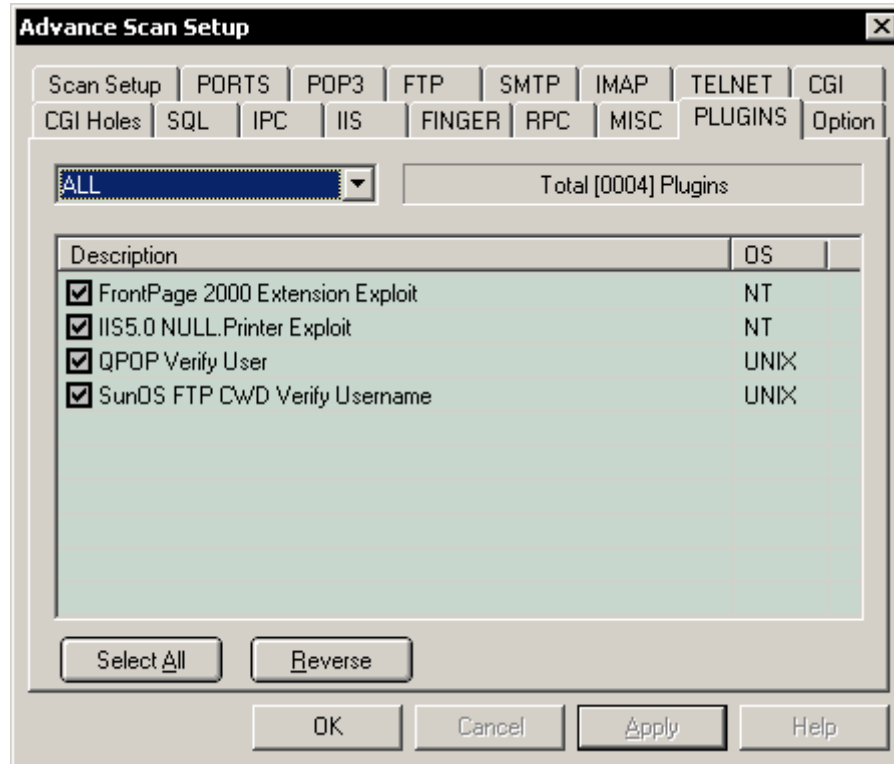 Advance Scan Setup
Scan Setup PORTS POP3 FTP SMTP IMAP TELNET CGI
CGI Holes SQL IPC IIS FINGER RPC MISC PLUGINS Option
ALL Total [0004] Plugins
Description OS
FrontPage 2000 Extension Exploit NT
IIS5.0 NULL.Printer Exploit NT
QPOP Verify User UNIX
SunOS FTP CWD Verify Username UNIX
Select All Reverse
OK Cancel Apply Help